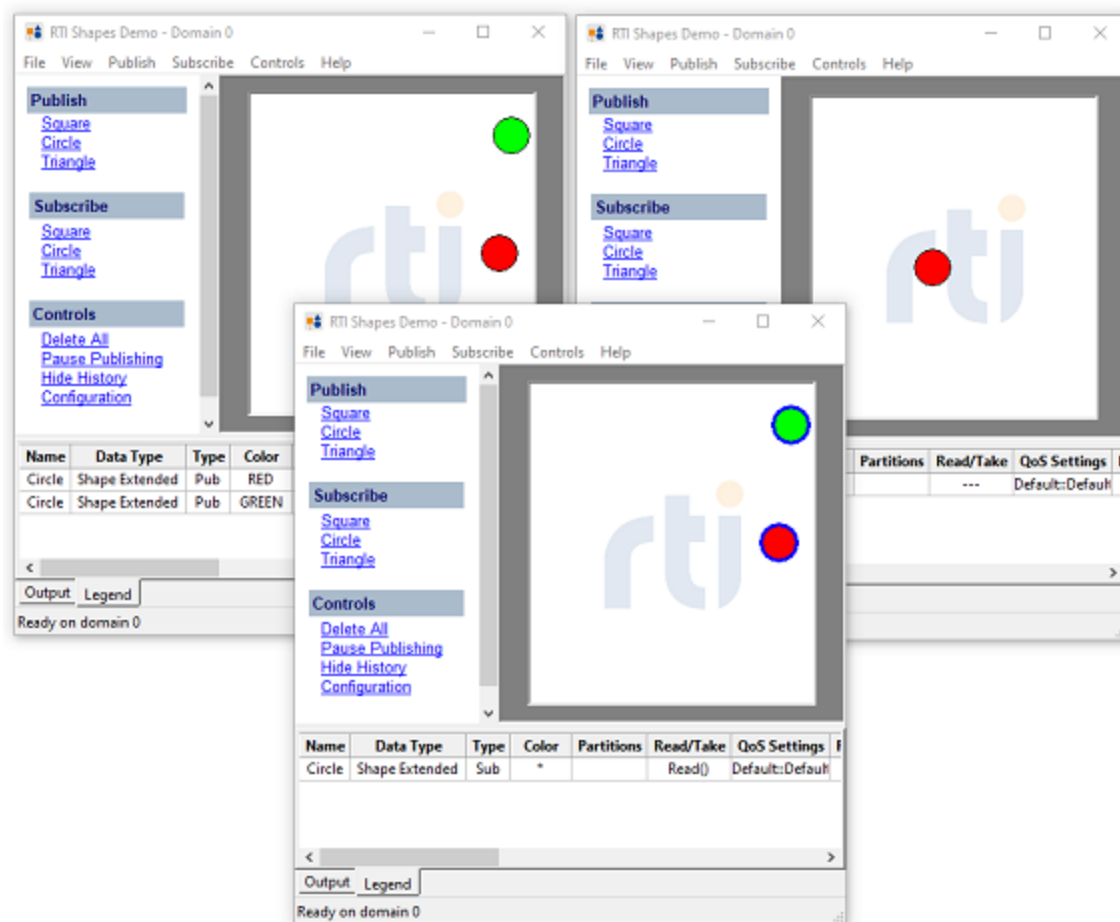 RTI Shapes Demo - Domain 0
File View Publish Subscribe Controls Help
Publish
Square
Circle
Triangle
Subscribe
Square
Circle
Triangle
Controls
Delete All
Pause Publishing
Hide History
Configuration
rti
Name Data Type Type Color
Circle Shape Extended Pub RED
Circle Shape Extended Pub GREEN
Output Legend
Ready on domain 0
RTI Shapes Demo - Domain 0
File View Publish Subscribe Controls Help
Publish
Square
Circle
Triangle
Subscribe
Square
Circle
Triangle
rti
Partitions Read/Take QoS Settings
--- Default::Default
RTI Shapes Demo - Domain 0
File View Publish Subscribe Controls Help
Publish
Square
Circle
Triangle
Subscribe
Square
Circle
Triangle
Controls
Delete All
Pause Publishing
Hide History
Configuration
rti
Name Data Type Type Color Partitions Read/Take QoS Settings
Circle Shape Extended Sub * Read() Default::Default
Output Legend
Ready on domain 0